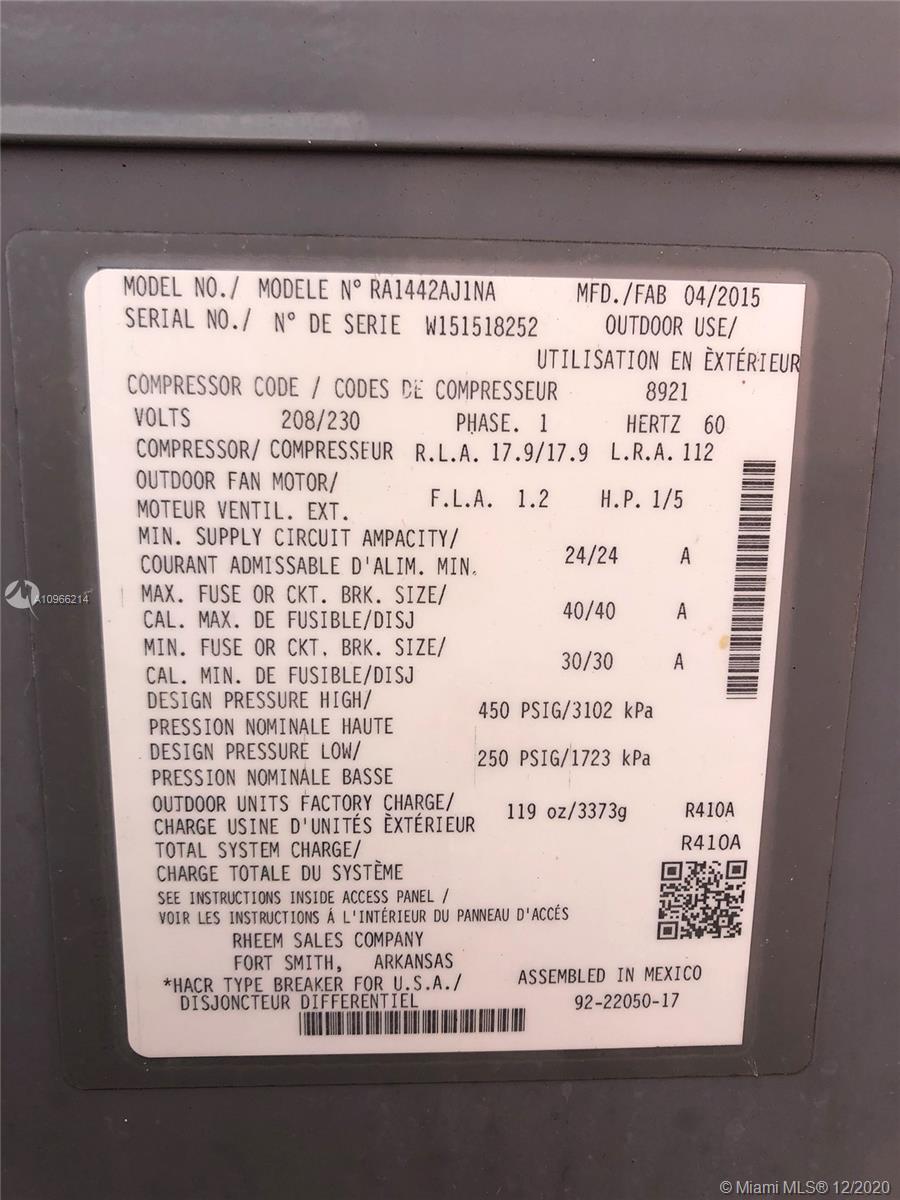 MODEL NO./ MODELE N° RA1442AJ1NA MFD./FAB 04/2015
SERIAL NO./ N° DE SERIE W151518252 OUTDOOR USE/
UTILISATION EN ÈXTÉRIEUR
COMPRESSOR CODE / CODES DE COMPRESSEUR 8921
VOLTS 208/230 PHASE. 1 HERTZ 60
COMPRESSOR/ COMPRESSEUR R.L.A. 17.9/17.9 L.R.A. 112
OUTDOOR FAN MOTOR/
MOTEUR VENTIL. EXT. F.L.A. 1.2 H.P. 1/5
MIN. SUPPLY CIRCUIT AMPACITY/
COURANT ADMISSABLE D'ALIM. MIN. 24/24 A
MAX. FUSE OR CKT. BRK. SIZE/
CAL. MAX. DE FUSIBLE/DISJ 40/40 A
MIN. FUSE OR CKT. BRK. SIZE/
CAL. MIN. DE FUSIBLE/DISJ 30/30 A
DESIGN PRESSURE HIGH/
PRESSION NOMINALE HAUTE 450 PSIG/3102 kPa
DESIGN PRESSURE LOW/
PRESSION NOMINALE BASSE 250 PSIG/1723 kPa
OUTDOOR UNITS FACTORY CHARGE/
CHARGE USINE D'UNITÉS ÈXTÉRIEUR 119 oz/3373g R410A
TOTAL SYSTEM CHARGE/ R410A
CHARGE TOTALE DU SYSTÈME
SEE INSTRUCTIONS INSIDE ACCESS PANEL /
VOIR LES INSTRUCTIONS Á L'INTÉRIEUR DU PANNEAU D'ACCÉS
RHEEM SALES COMPANY
FORT SMITH, ARKANSAS
*HACR TYPE BREAKER FOR U.S.A./ ASSEMBLED IN MEXICO
DISJONCTEUR DIFFERENTIEL 92-22050-17
A10966214
© Miami MLS® 12/2020